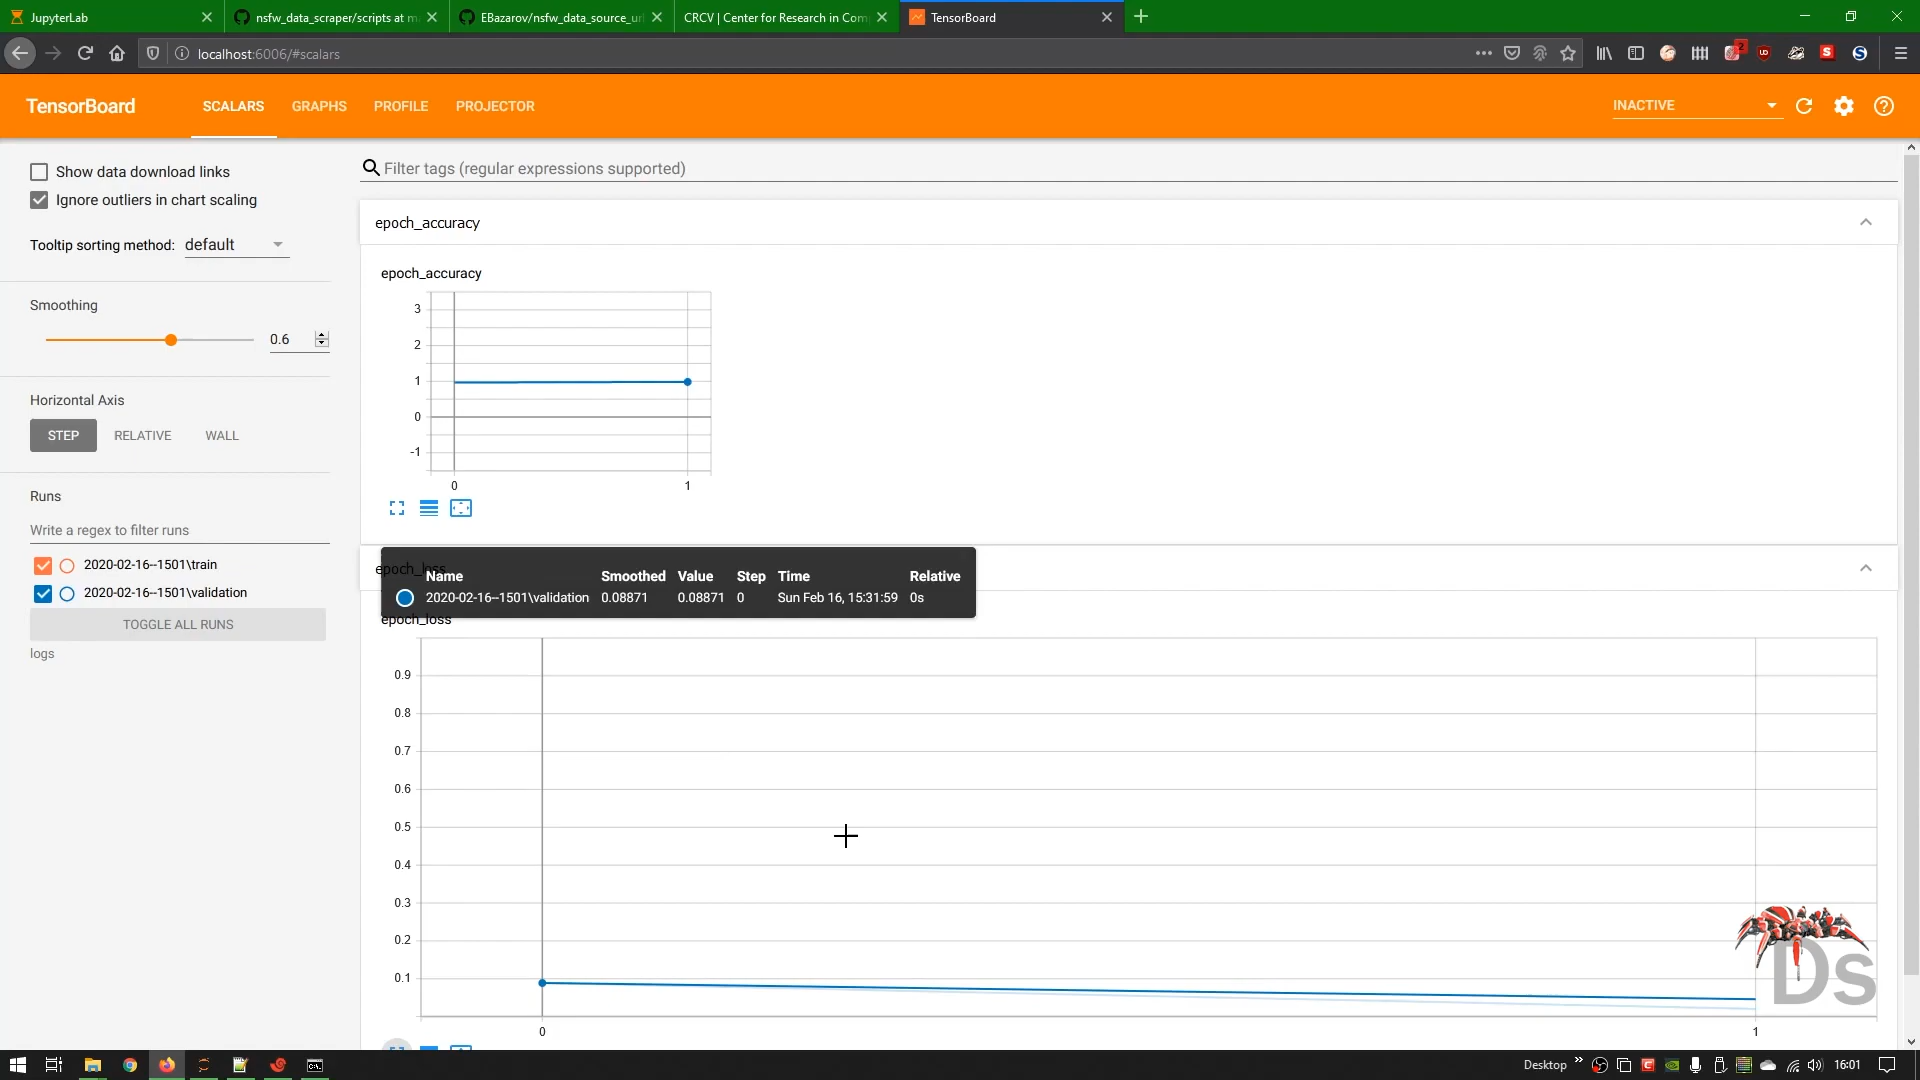 JupyterLab
nsfw_data_scraper/scripts at m
EBazarov/nsfw_data_source_ur
CRCV | Center for Research in Com
TensorBoard
localhost:6006/#scalars
2
TensorBoard
SCALARS
GRAPHS
PROFILE
PROJECTOR
INACTIVE
Show data download links
Ignore outliers in chart scaling
Tooltip sorting method: default
Smoothing
0.6
Horizontal Axis
STEP
RELATIVE
WALL
Runs
Write a regex to filter runs
2020-02-16--1501\train
2020-02-16--1501\validation
TOGGLE ALL RUNS
logs
Filter tags (regular expressions supported)
epoch_accuracy
epoch_accuracy
3
2
1
0
-1
0 1
epoch_loss
Name Smoothed Value Step Time Relative
2020-02-16--1501\validation 0.08871 0.08871 0 Sun Feb 16, 15:31:59 0s
epoch_loss
0.9
0.8
0.7
0.6
0.5
0.4
0.3
0.2
0.1
0 1
Ds
Desktop
16:01